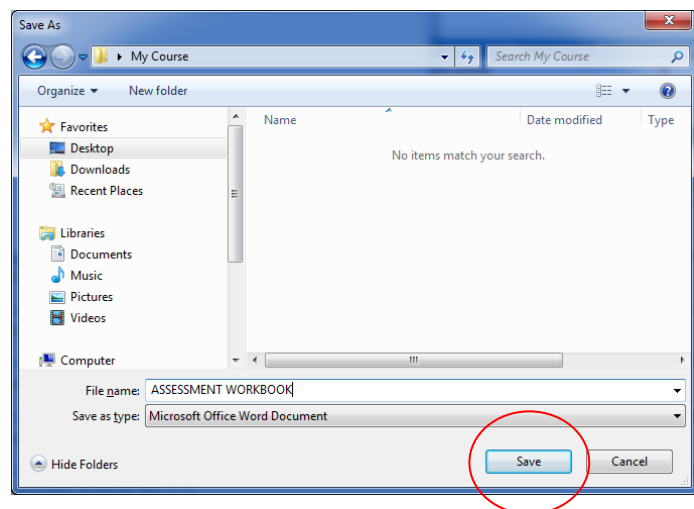 Save As
My Course
Search My Course
Organize New folder
Favorites
Desktop
Downloads
Recent Places
Libraries
Documents
Music
Pictures
Videos
Computer
Name Date modified Type
No items match your search.
File name: ASSESSMENT WORKBOOK
Save as type: Microsoft Office Word Document
Hide Folders Save Cancel